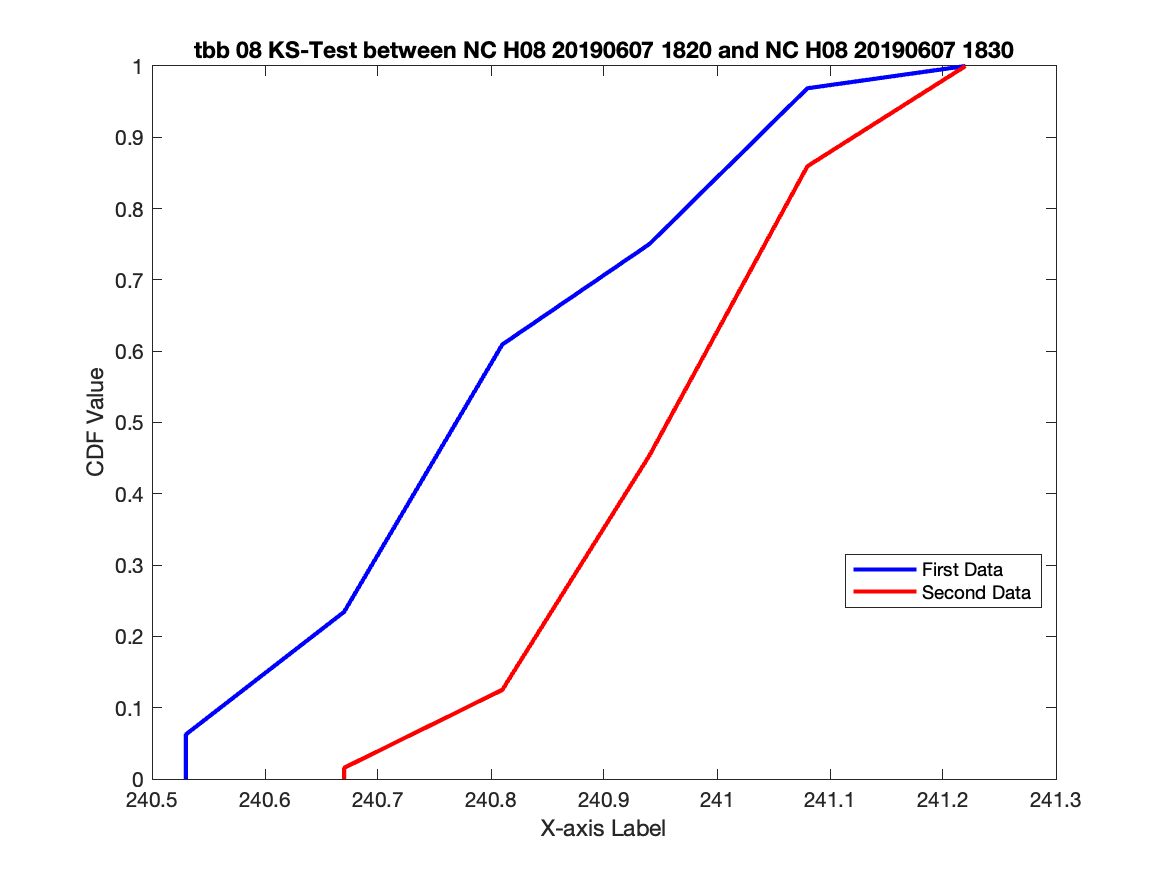 tbb 08 KS-Test between NC H08 20190607 1820 and NC H08 20190607 1830
1
0.9
0.8
0.7
0.6
0.5
0.4
0.3
0.2
0.1
0
CDF Value
First Data
Second Data
240.5 240.6 240.7 240.8 240.9 241 241.1 241.2 241.3
X-axis Label